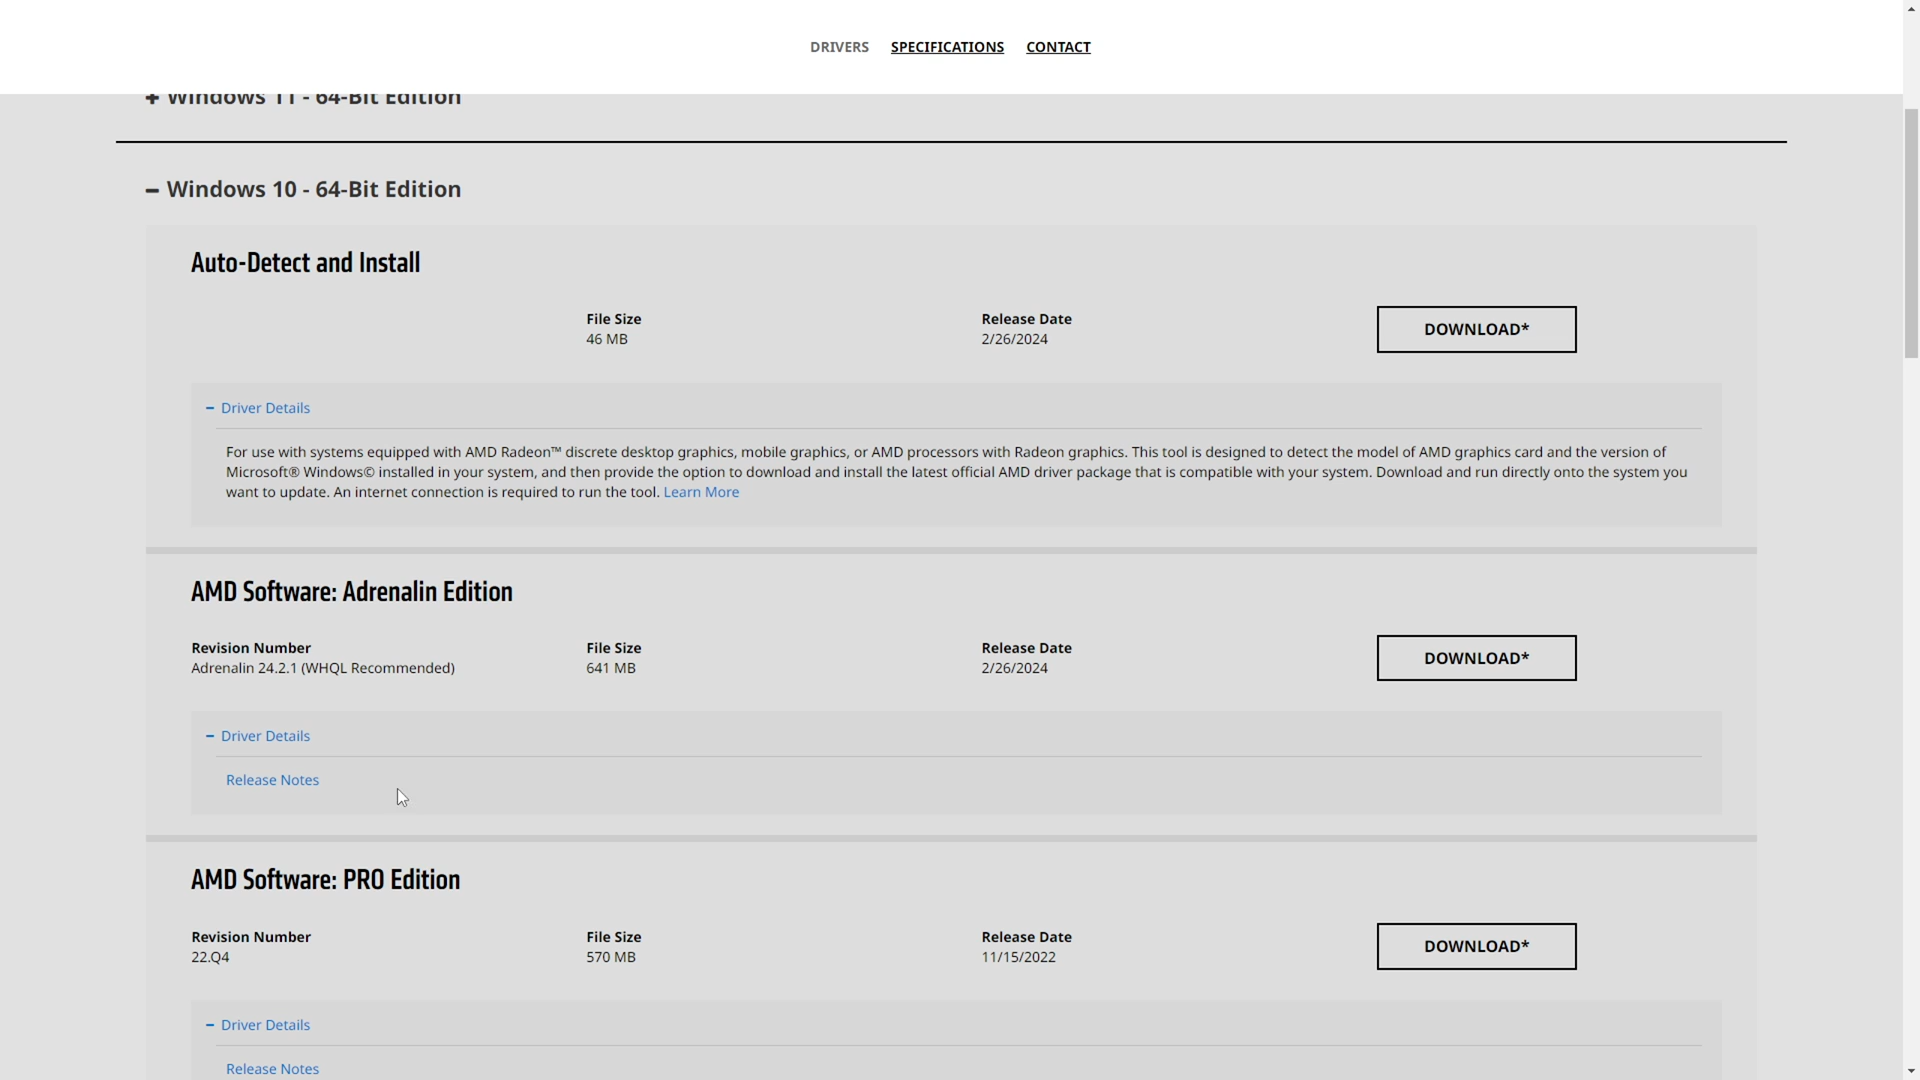 DRIVERS SPECIFICATIONS CONTACT
+ Windows 11 - 64-Bit Edition
− Windows 10 - 64-Bit Edition
Auto-Detect and Install
File Size Release Date
46 MB 2/26/2024
DOWNLOAD*
− Driver Details
For use with systems equipped with AMD Radeon™ discrete desktop graphics, mobile graphics, or AMD processors with Radeon graphics. This tool is designed to detect the model of AMD graphics card and the version of
Microsoft® Windows© installed in your system, and then provide the option to download and install the latest official AMD driver package that is compatible with your system. Download and run directly onto the system you
want to update. An internet connection is required to run the tool. Learn More
AMD Software: Adrenalin Edition
Revision Number File Size Release Date
Adrenalin 24.2.1 (WHQL Recommended) 641 MB 2/26/2024
DOWNLOAD*
− Driver Details
Release Notes
AMD Software: PRO Edition
Revision Number File Size Release Date
22.Q4 570 MB 11/15/2022
DOWNLOAD*
− Driver Details
Release Notes